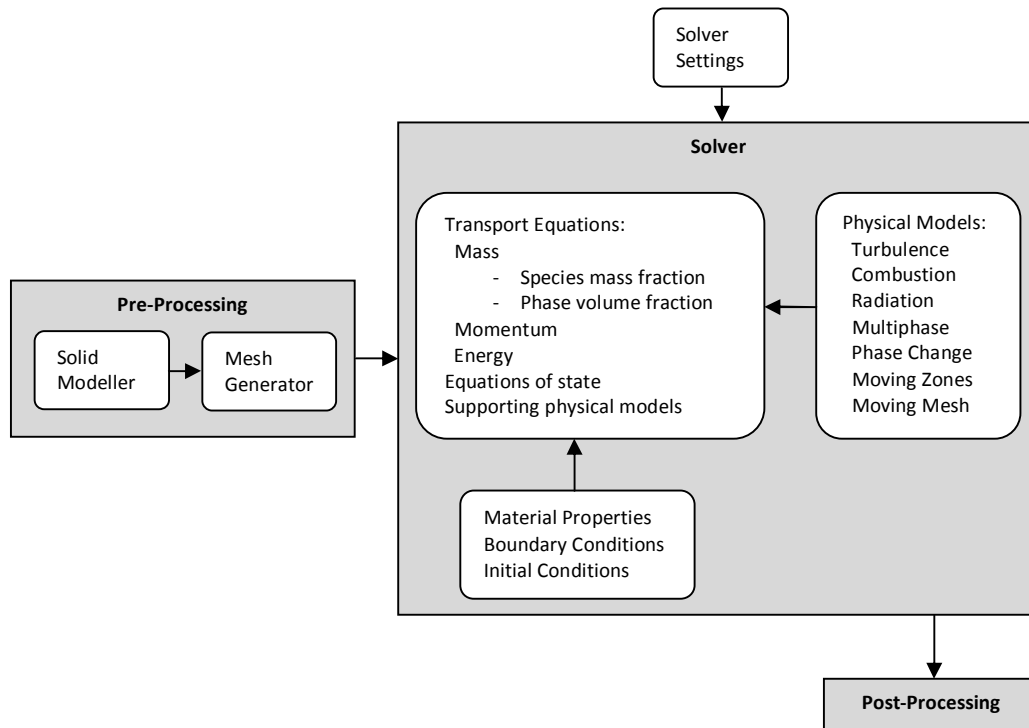 Solver
Settings
Solver
Transport Equations:
Mass
- Species mass fraction
- Phase volume fraction
Momentum
Energy
Equations of state
Supporting physical models
Physical Models:
Turbulence
Combustion
Radiation
Multiphase
Phase Change
Moving Zones
Moving Mesh
Pre-Processing
Solid
Modeller
Mesh
Generator
Material Properties
Boundary Conditions
Initial Conditions
Post-Processing